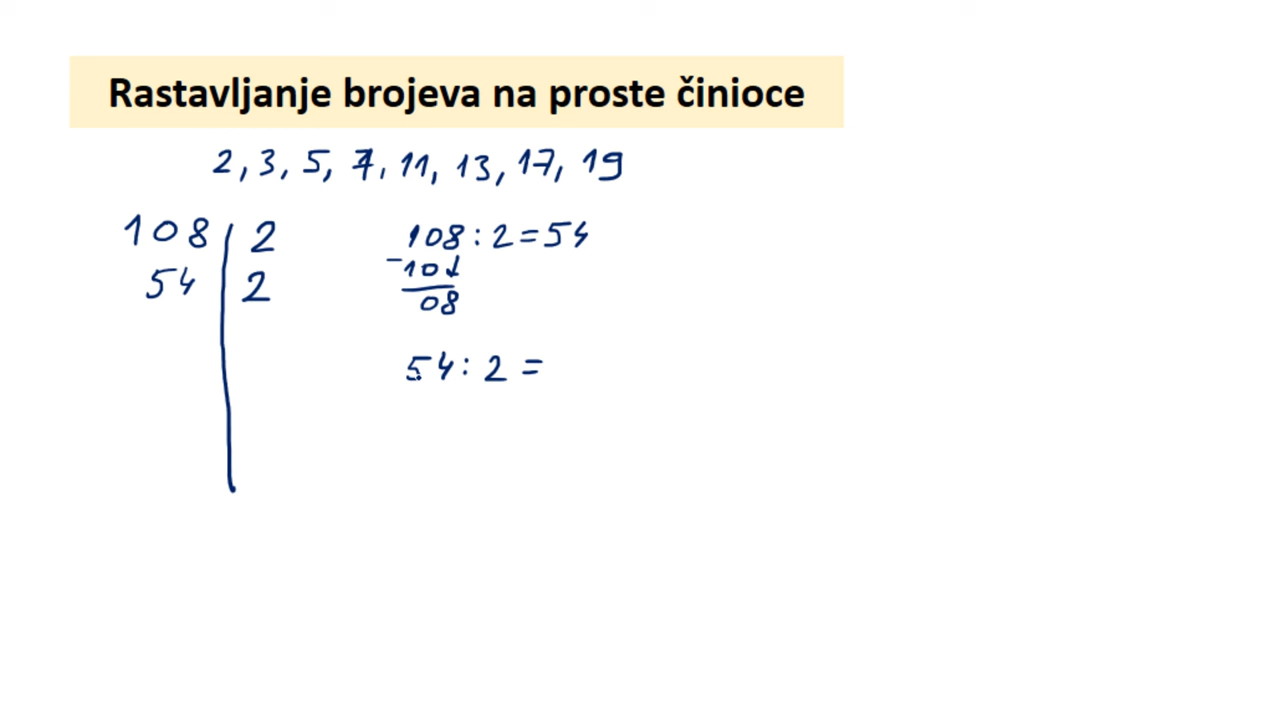 Rastavljanje brojeva na proste činioce
2, 3, 5, 7, 11, 13, 17, 19
108 | 2
54 | 2
108 : 2 = 54
-10↓
08
54 : 2 =